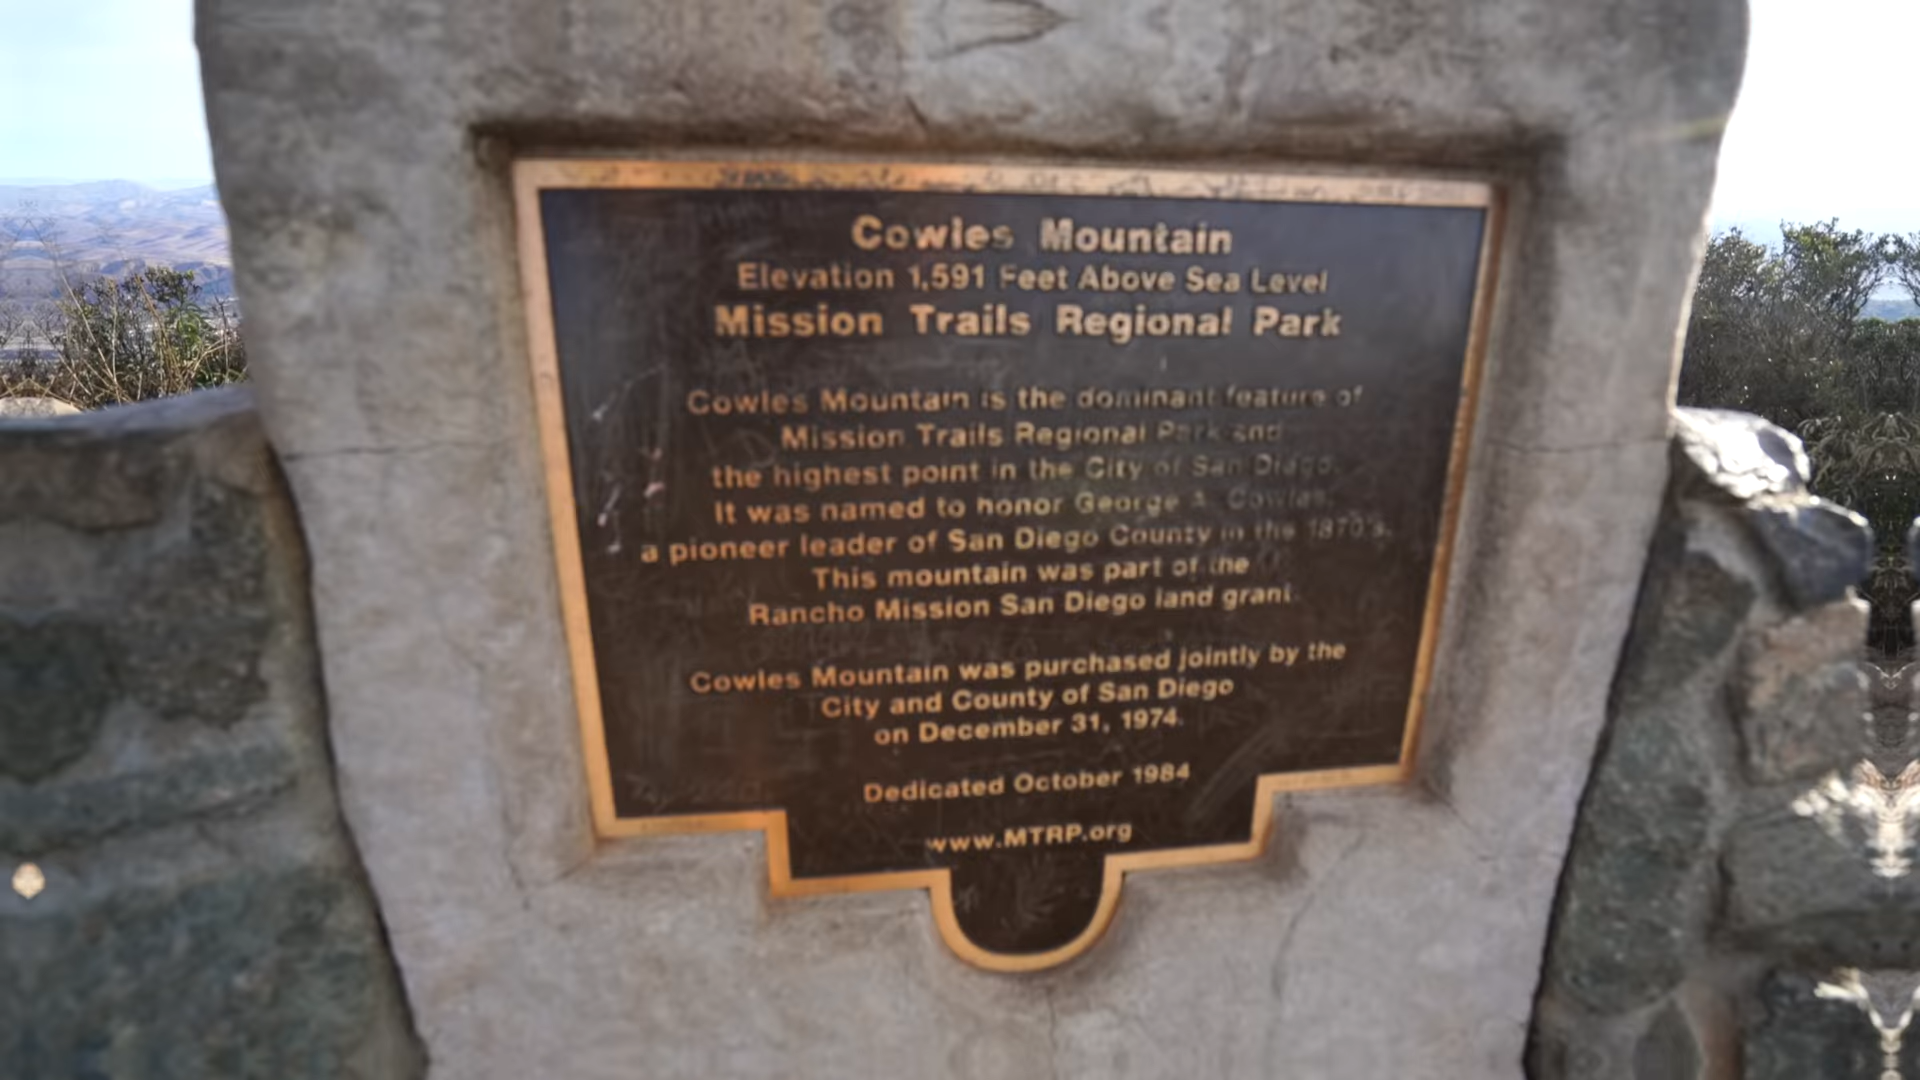 Cowles Mountain
Elevation 1,591 Feet Above Sea Level
Mission Trails Regional Park
Cowles Mountain is the dominant feature of
Mission Trails Regional Park and
the highest point in the City of San Diego.
It was named to honor George A. Cowles,
a pioneer leader of San Diego County in the 1870's.
This mountain was part of the
Rancho Mission San Diego land grant.
Cowles Mountain was purchased jointly by the
City and County of San Diego
on December 31, 1974.
Dedicated October 1984
www.MTRP.org